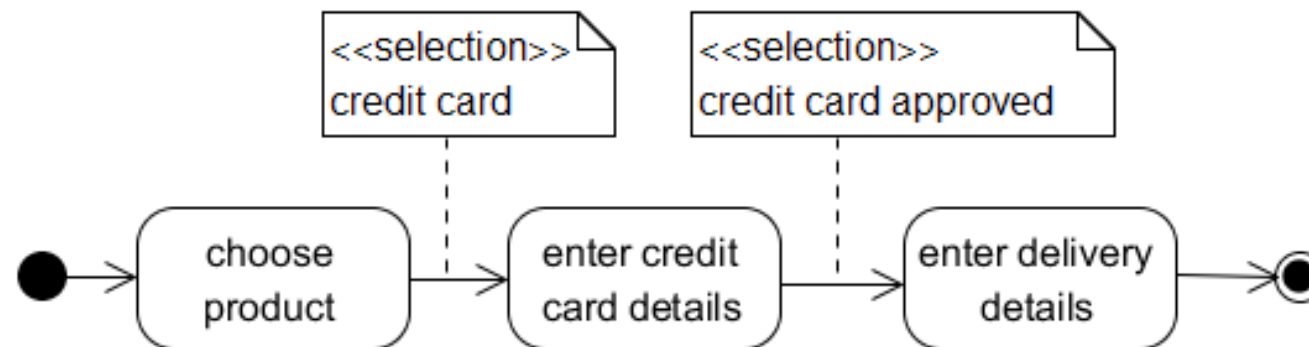 <<selection>>
credit card
<<selection>>
credit card approved
choose
product
enter credit
card details
enter delivery
details